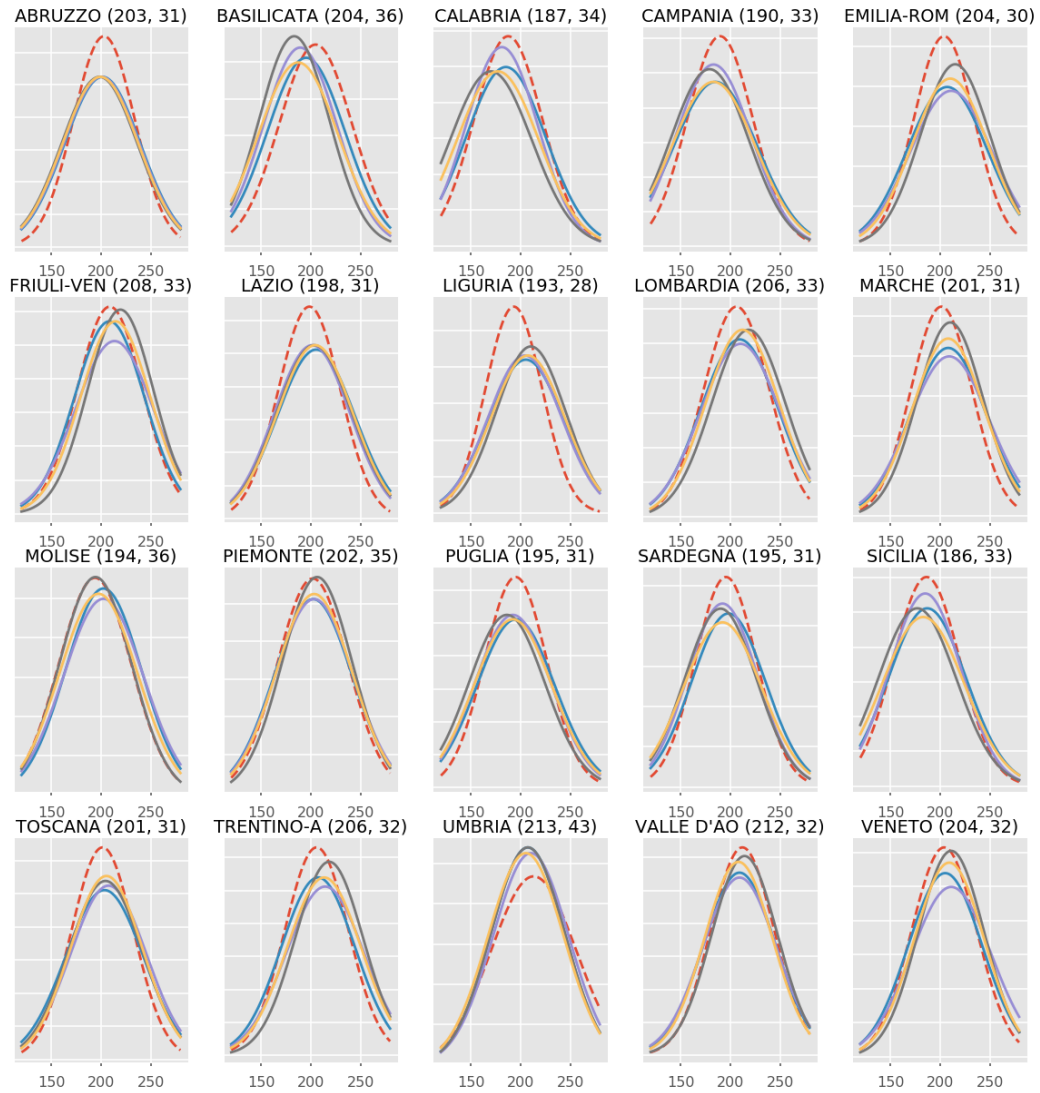 ABRUZZO (203, 31) BASILICATA (204, 36) CALABRIA (187, 34) CAMPANIA (190, 33) EMILIA-ROM (204, 30)
150 200 250 150 200 250 150 200 250 150 200 250 150 200 250
FRIULI-VEN (208, 33) LAZIO (198, 31) LIGURIA (193, 28) LOMBARDIA (206, 33) MARCHE (201, 31)
150 200 250 150 200 250 150 200 250 150 200 250 150 200 250
MOLISE (194, 36) PIEMONTE (202, 35) PUGLIA (195, 31) SARDEGNA (195, 31) SICILIA (186, 33)
150 200 250 150 200 250 150 200 250 150 200 250 150 200 250
TOSCANA (201, 31) TRENTINO-A (206, 32) UMBRIA (213, 43) VALLE D'AO (212, 32) VENETO (204, 32)
150 200 250 150 200 250 150 200 250 150 200 250 150 200 250